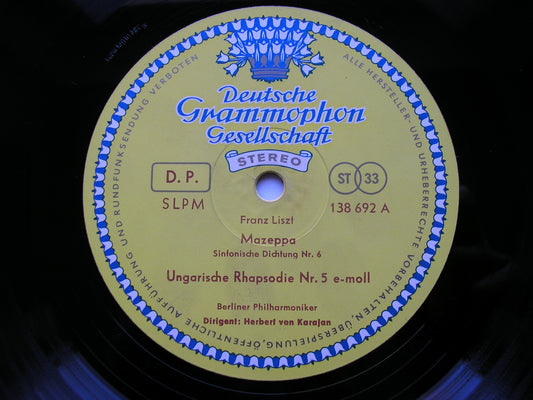 Deutsche
Grammophon
Gesellschaft
STEREO
D. P.
SLPM
ST 33
138 692 A
Franz Liszt
Mazeppa
Sinfonische Dichtung Nr. 6
Ungarische Rhapsodie Nr. 5 e-moll
Berliner Philharmoniker
Dirigent: Herbert von Karajan
ALLE HERSTELLER- UND URHEBERRECHTE VORBEHALTEN, ÜBERSPIELUNG, ÖFFENTLICHE AUFFÜHRUNG UND RUNDFUNKSENDUNG VERBOTEN